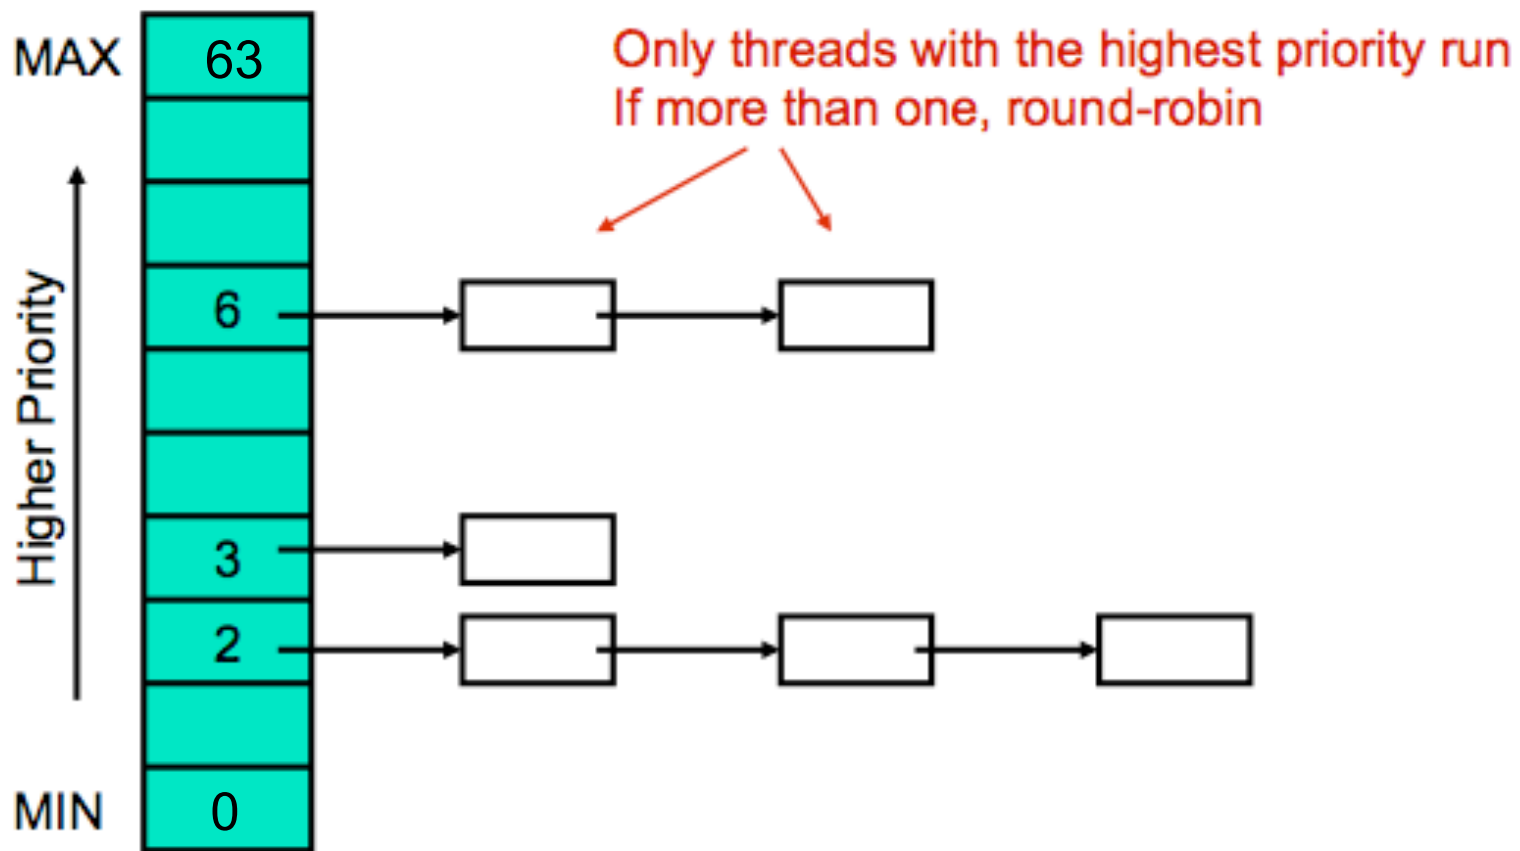 MAX
63
Only threads with the highest priority run
If more than one, round-robin
Higher Priority
6
3
2
MIN
0